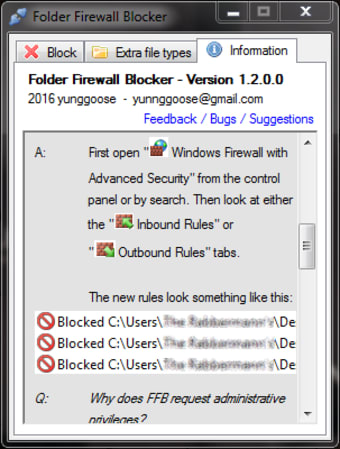 Folder Firewall Blocker
Block
Extra file types
Information
Folder Firewall Blocker - Version 1.2.0.0
2016 yunggoose - yunnggoose@gmail.com
Feedback / Bugs / Suggestions
A: First open " Windows Firewall with
Advanced Security" from the control
panel or by search. Then look at either
the " Inbound Rules" or
" Outbound Rules" tabs.
The new rules look something like this:
Blocked C:\Users\ \De
Blocked C:\Users\ \De
Blocked C:\Users\ \De
Q: Why does FFB request administrative
privileges?